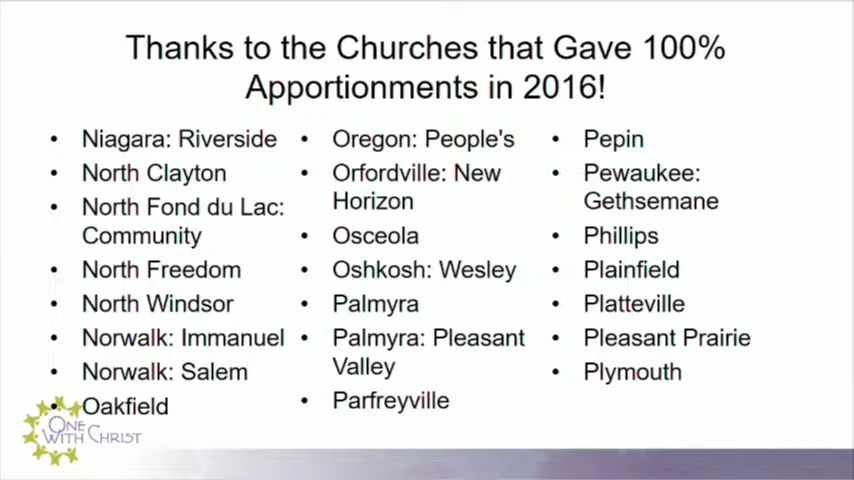 Thanks to the Churches that Gave 100%
Apportionments in 2016!
• Niagara: Riverside
• North Clayton
• North Fond du Lac:
Community
• North Freedom
• North Windsor
• Norwalk: Immanuel
• Norwalk: Salem
• Oakfield
• Oregon: People's
• Orfordville: New
Horizon
• Osceola
• Oshkosh: Wesley
• Palmyra
• Palmyra: Pleasant
Valley
• Parfreyville
• Pepin
• Pewaukee:
Gethsemane
• Phillips
• Plainfield
• Platteville
• Pleasant Prairie
• Plymouth
ONE
WITH CHRIST